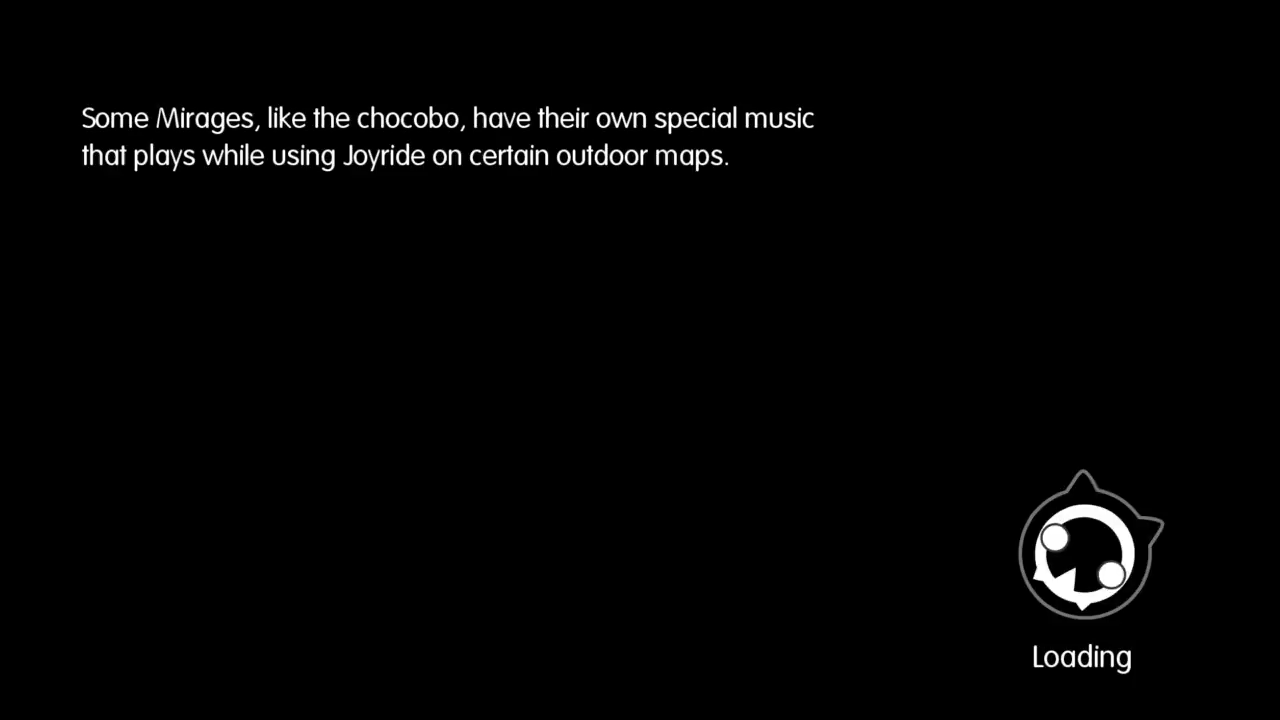 Some Mirages, like the chocobo, have their own special music
that plays while using Joyride on certain outdoor maps.
Loading